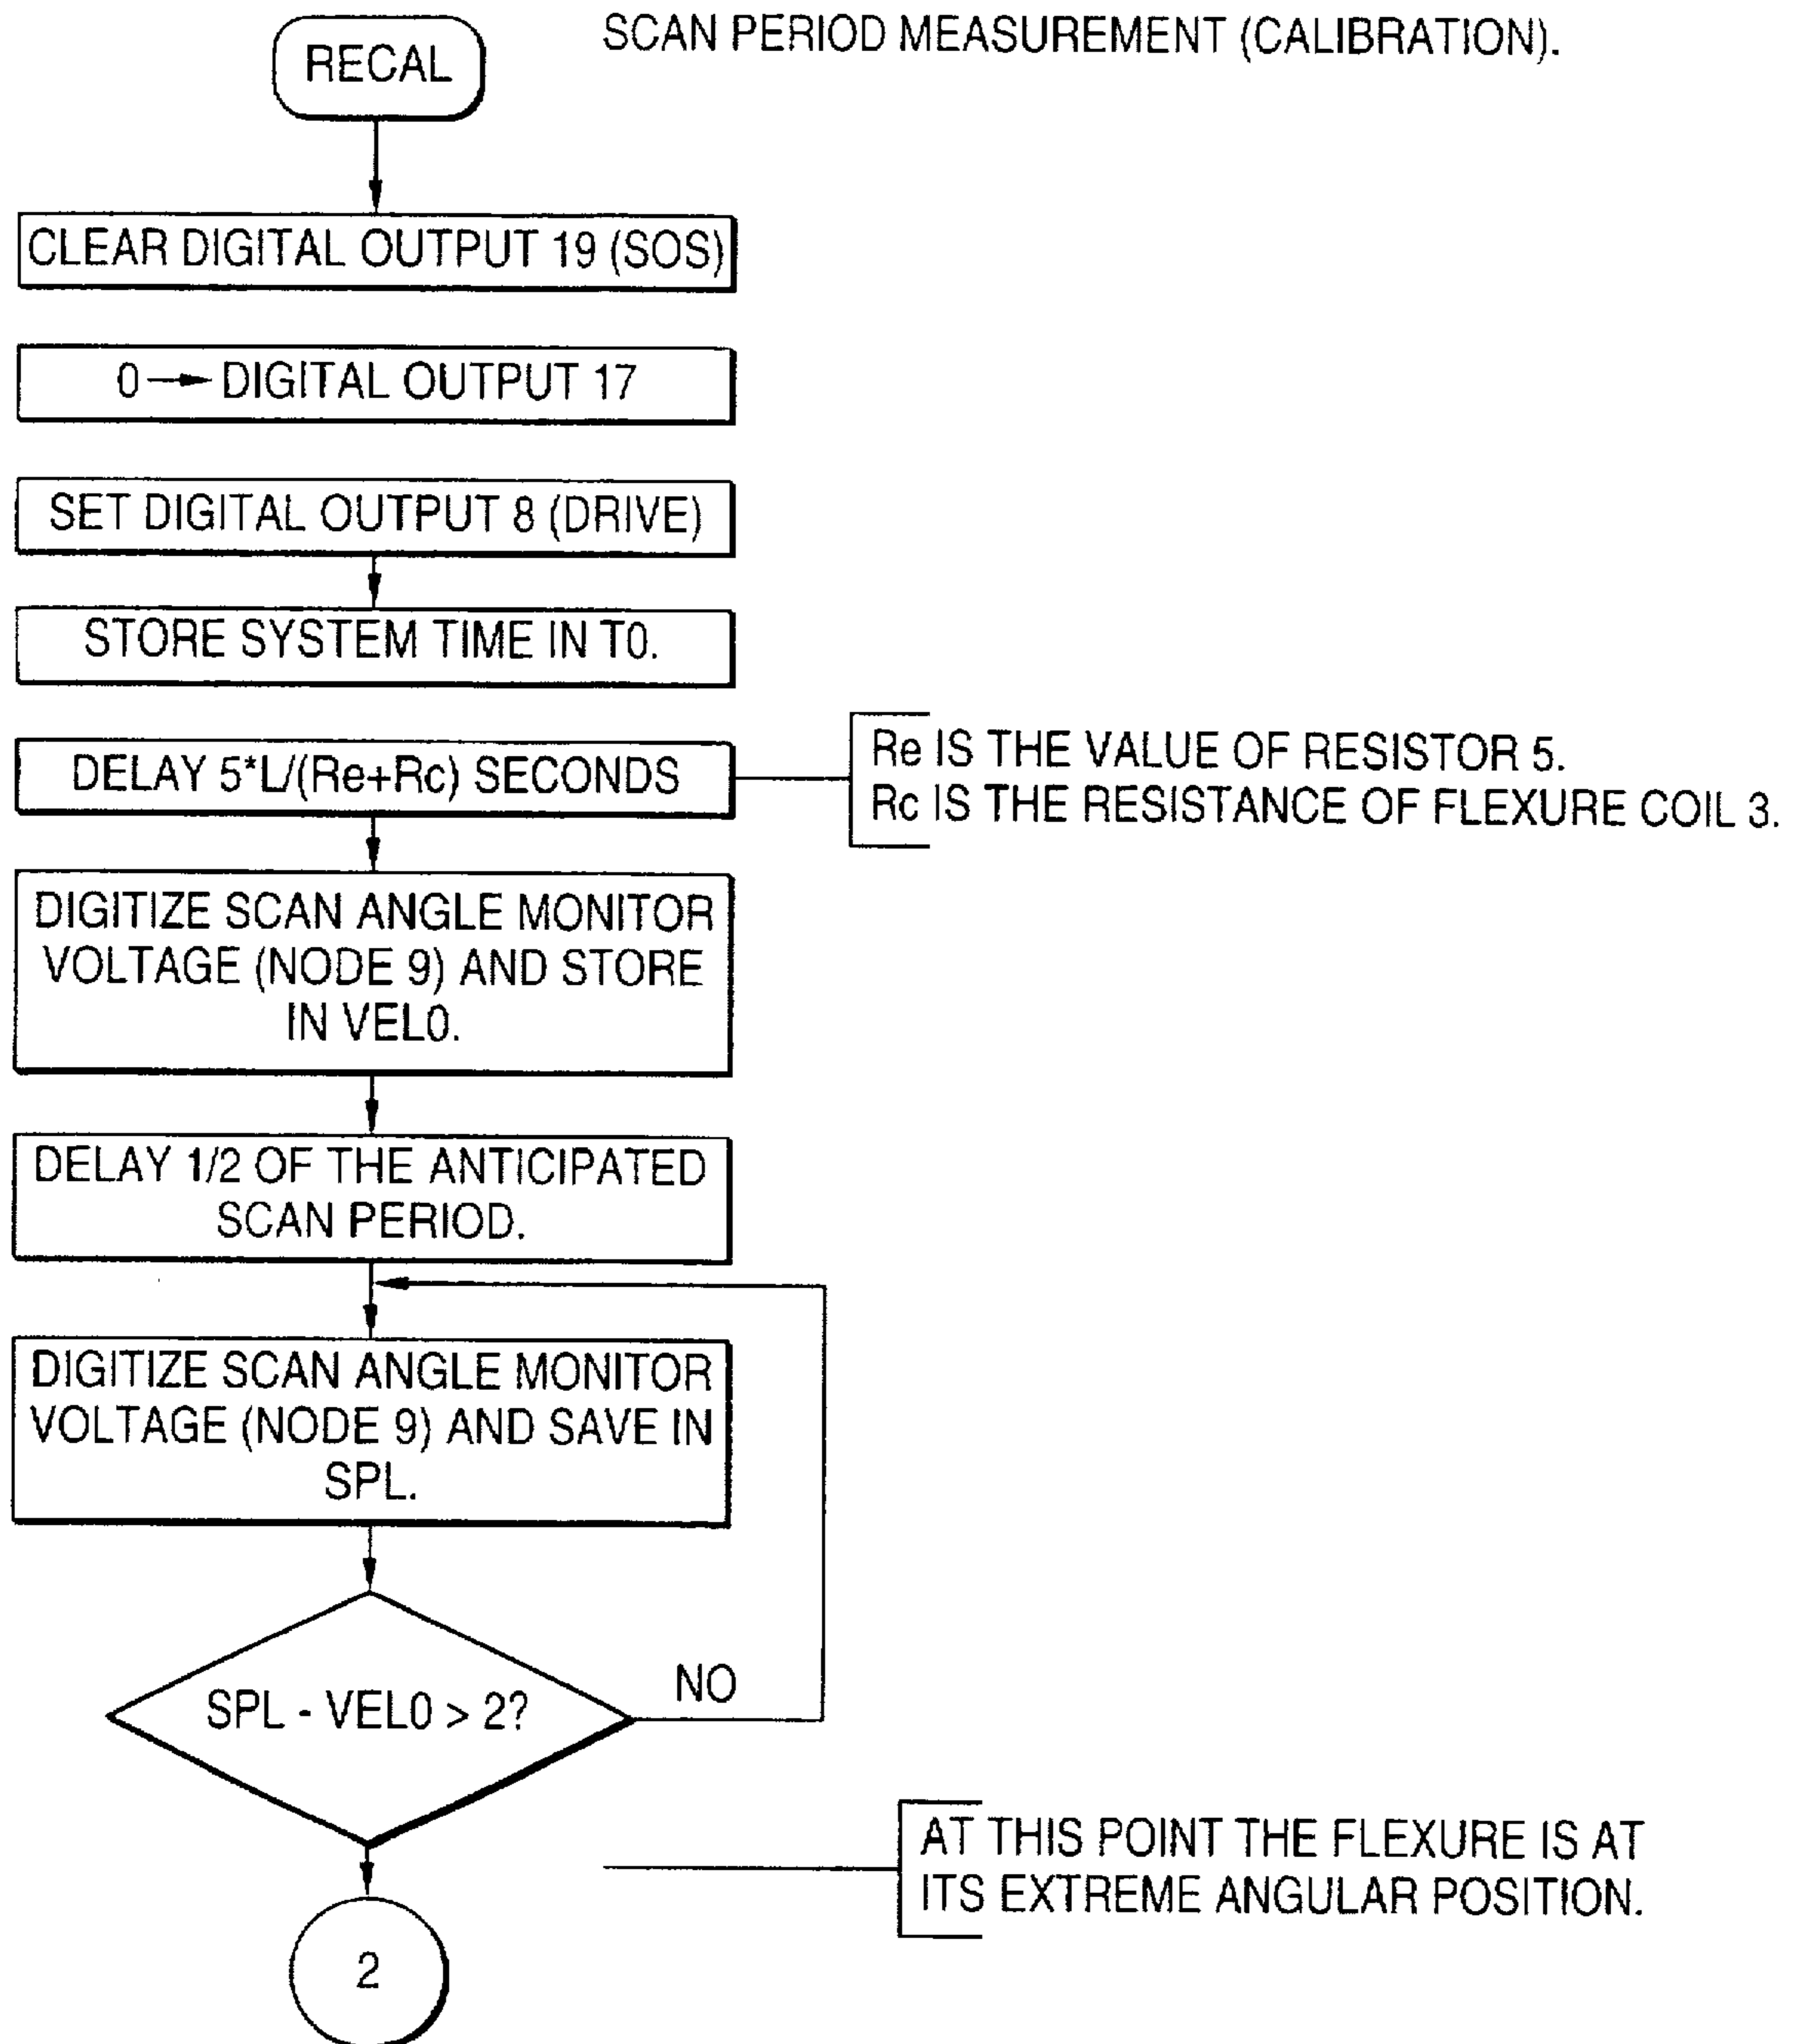 SCAN PERIOD MEASUREMENT (CALIBRATION).
RECAL
CLEAR DIGITAL OUTPUT 19 (SOS)
0 → DIGITAL OUTPUT 17
SET DIGITAL OUTPUT 8 (DRIVE)
STORE SYSTEM TIME IN T0.
DELAY 5*L/(Re+Rc) SECONDS
Re IS THE VALUE OF RESISTOR 5.
Rc IS THE RESISTANCE OF FLEXURE COIL 3.
DIGITIZE SCAN ANGLE MONITOR
VOLTAGE (NODE 9) AND STORE
IN VEL0.
DELAY 1/2 OF THE ANTICIPATED
SCAN PERIOD.
DIGITIZE SCAN ANGLE MONITOR
VOLTAGE (NODE 9) AND SAVE IN
SPL.
SPL - VEL0 > 2?
NO
AT THIS POINT THE FLEXURE IS AT
ITS EXTREME ANGULAR POSITION.
2